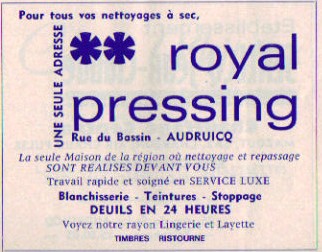 Pour tous vos nettoyages à sec,
UNE SEULE ADRESSE
** royal
pressing
Rue du Bassin - AUDRUICQ
La seule Maison de la région où nettoyage et repassage
SONT REALISES DEVANT VOUS
Travail rapide et soigné en SERVICE LUXE
Blanchisserie - Teintures - Stoppage
DEUILS EN 24 HEURES
Voyez notre rayon Lingerie et Layette
TIMBRES RISTOURNE